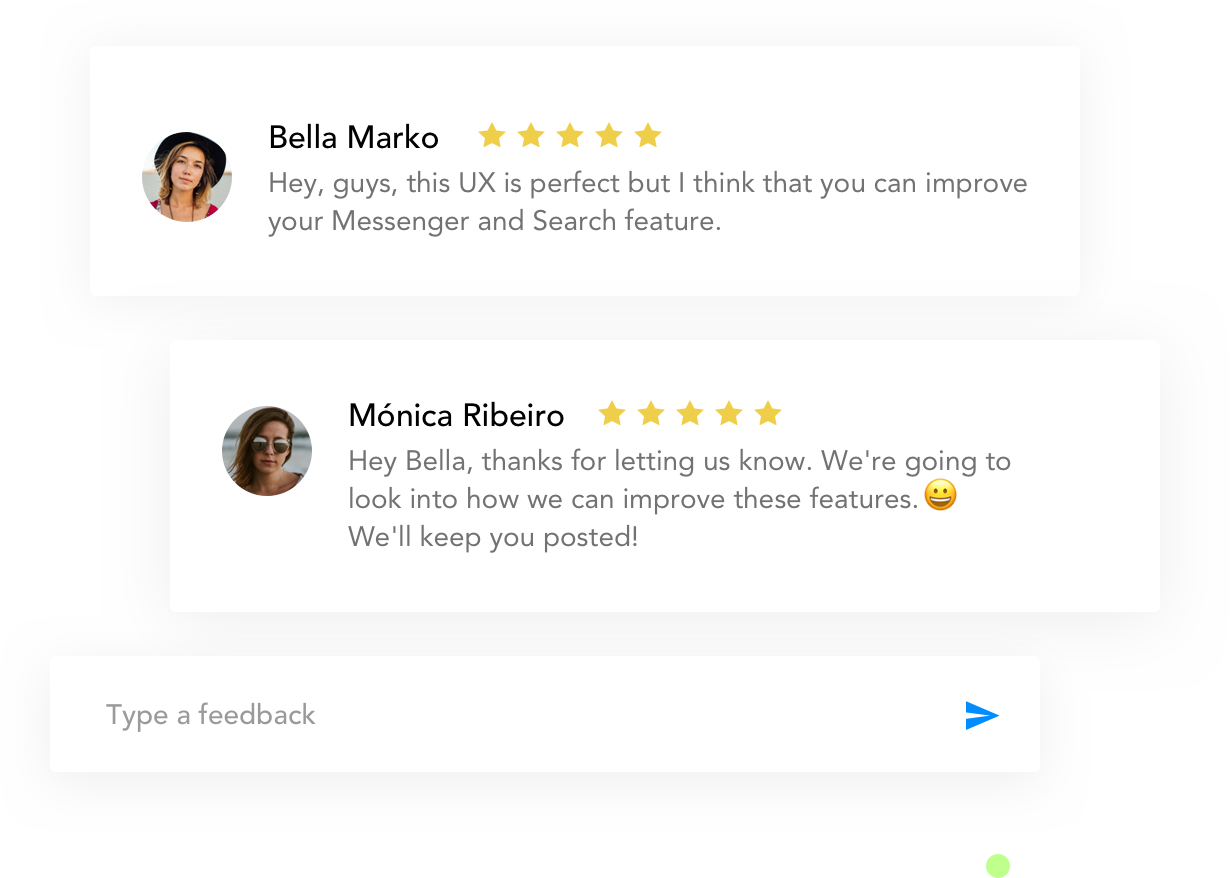 Bella Marko
Hey, guys, this UX is perfect but I think that you can improve
your Messenger and Search feature.
Mónica Ribeiro
Hey Bella, thanks for letting us know. We're going to
look into how we can improve these features. 😀
We'll keep you posted!
Type a feedback